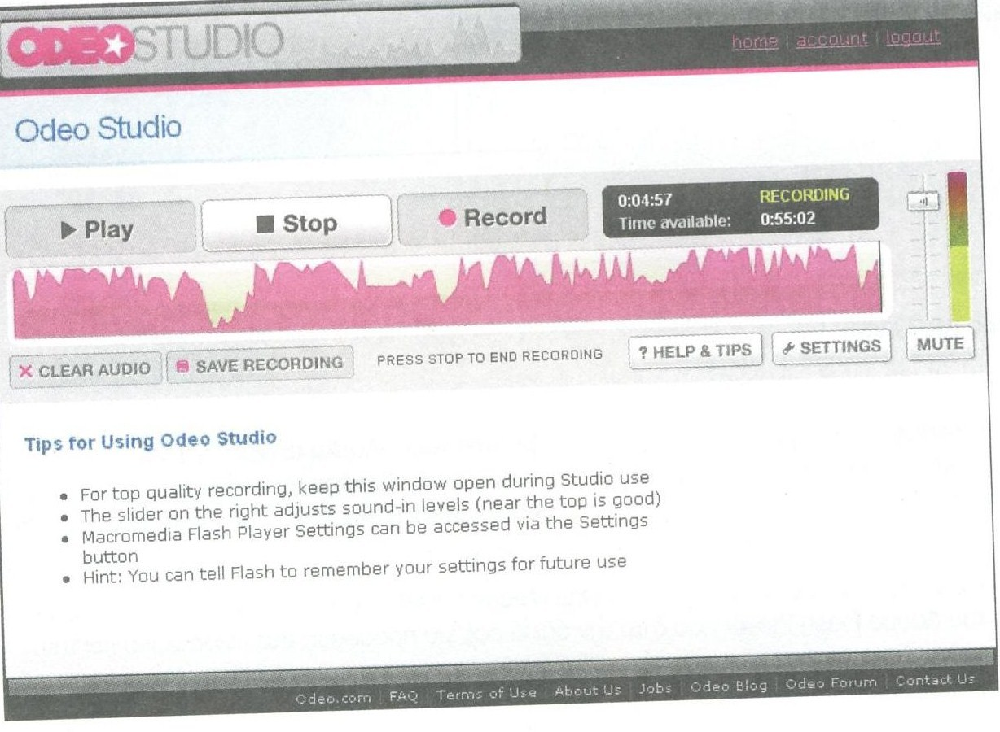 ODEOSTUDIO
home | account | logout
Odeo Studio
Play
Stop
Record
0:04:57 RECORDING
Time available: 0:55:02
CLEAR AUDIO
SAVE RECORDING
PRESS STOP TO END RECORDING
? HELP & TIPS
SETTINGS
MUTE
Tips for Using Odeo Studio
• For top quality recording, keep this window open during Studio use
• The slider on the right adjusts sound-in levels (near the top is good)
• Macromedia Flash Player Settings can be accessed via the Settings
button
• Hint: You can tell Flash to remember your settings for future use
Odeo.com | FAQ | Terms of Use | About Us | Jobs | Odeo Blog | Odeo Forum | Contact Us